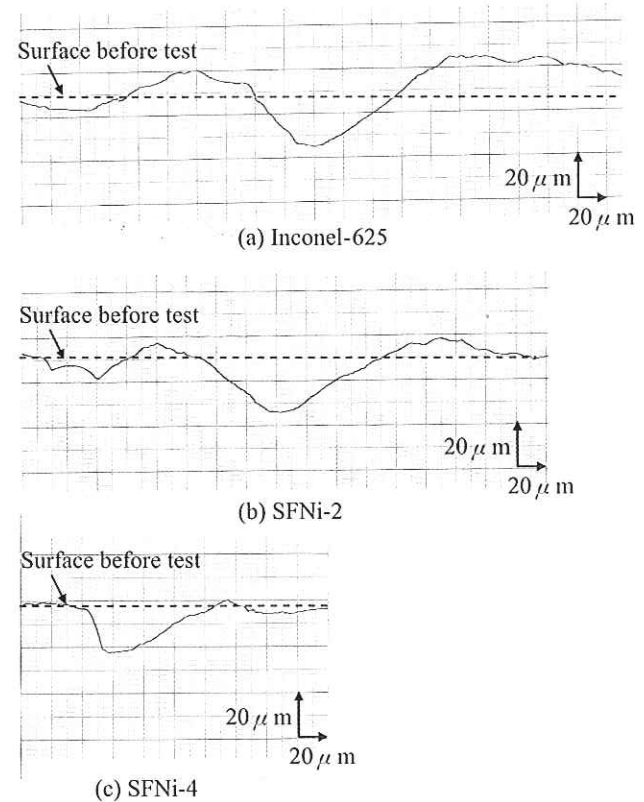 Surface before test
20 μ m
20 μ m
(a) Inconel-625
Surface before test
20 μ m
20 μ m
(b) SFNi-2
Surface before test
20 μ m
20 μ m
(c) SFNi-4